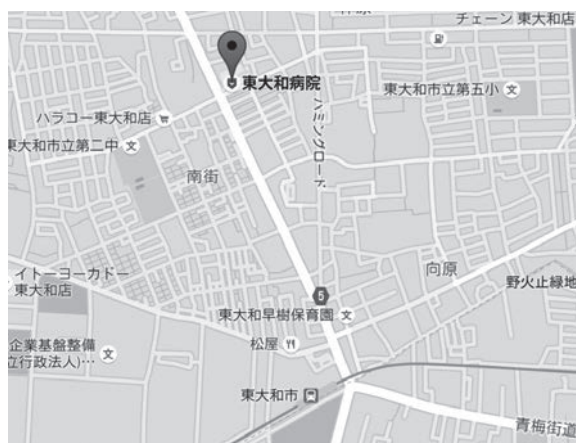 チェーン 東大和店
東大和病院
東大和市立第五小
ハラコー東大和店
東大和市立第二中
ハミングロード
南街
イトーヨーカドー
東大和店
向原
野火止緑地
5
東大和早樹保育園
企業基盤整備
立行政法人)…
松屋
東大和市
青梅街道